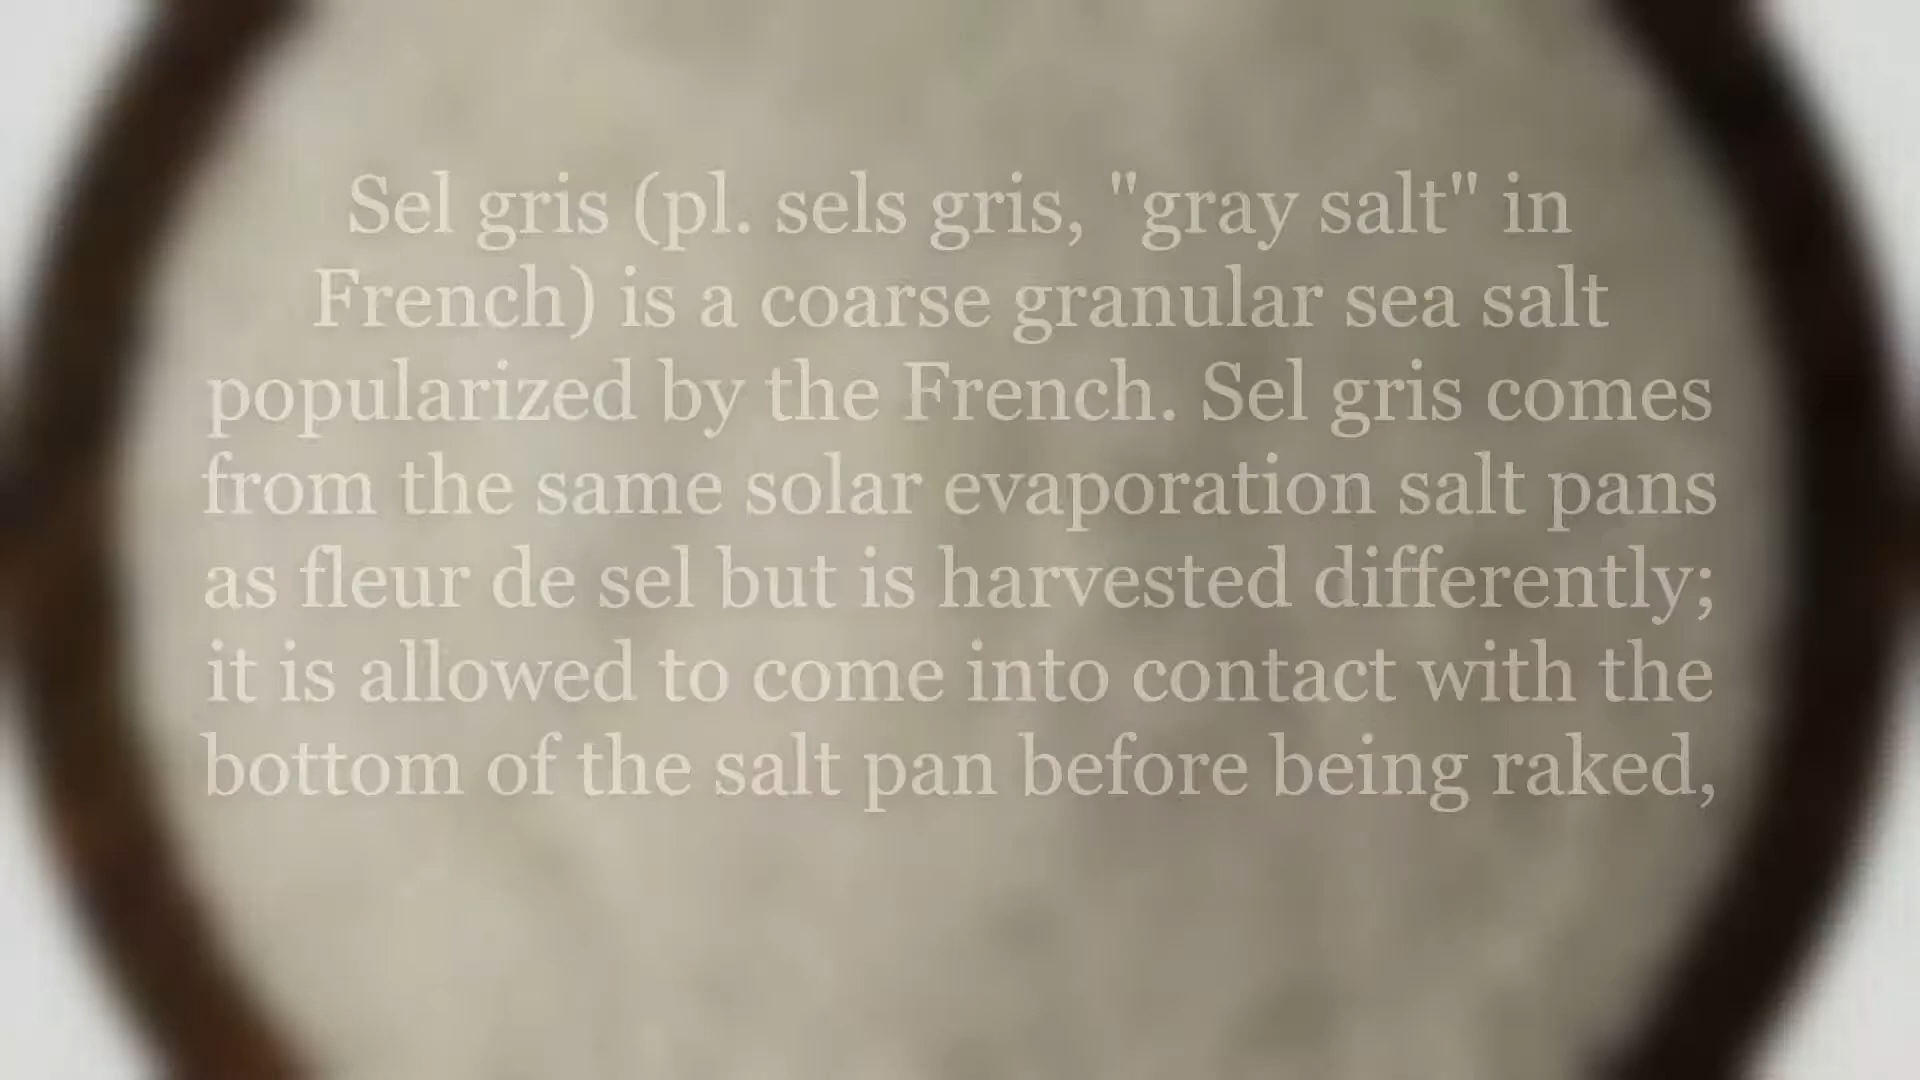 Sel gris (pl. sels gris, "gray salt" in
French) is a coarse granular sea salt
popularized by the French. Sel gris comes
from the same solar evaporation salt pans
as fleur de sel but is harvested differently;
it is allowed to come into contact with the
bottom of the salt pan before being raked,